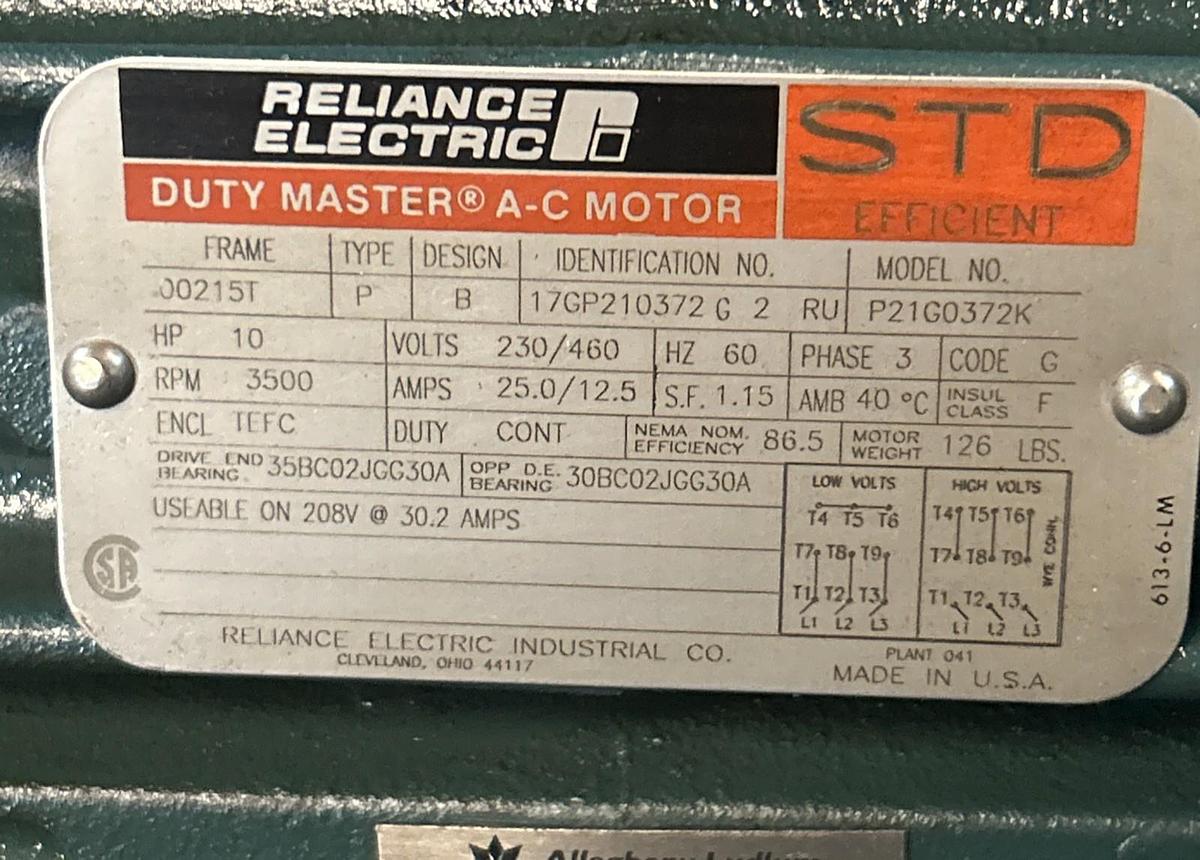 RELIANCE
ELECTRIC
STD
EFFICIENT
DUTY MASTER® A-C MOTOR
FRAME TYPE DESIGN IDENTIFICATION NO. MODEL NO.
00215T P B 17GP210372 G 2 RU P21G0372K
HP 10 VOLTS 230/460 HZ 60 PHASE 3 CODE G
RPM 3500 AMPS 25.0/12.5 S.F. 1.15 AMB 40 °C INSUL CLASS F
ENCL TEFC DUTY CONT NEMA NOM. EFFICIENCY 86.5 MOTOR WEIGHT 126 LBS.
DRIVE END BEARING 35BC02JGG30A OPP D.E. BEARING 30BC02JGG30A
USEABLE ON 208V @ 30.2 AMPS
LOW VOLTS
T4 T5 T6
T7 T8 T9
T1 T2 T3
L1 L2 L3
HIGH VOLTS
T4 T5 T6
T7 T8 T9
T1 T2 T3
L1 L2 L3
WYE CONN.
SA
613-6-LM
RELIANCE ELECTRIC INDUSTRIAL CO.
CLEVELAND, OHIO 44117
PLANT 041
MADE IN U.S.A.
Allegheny Ludlum